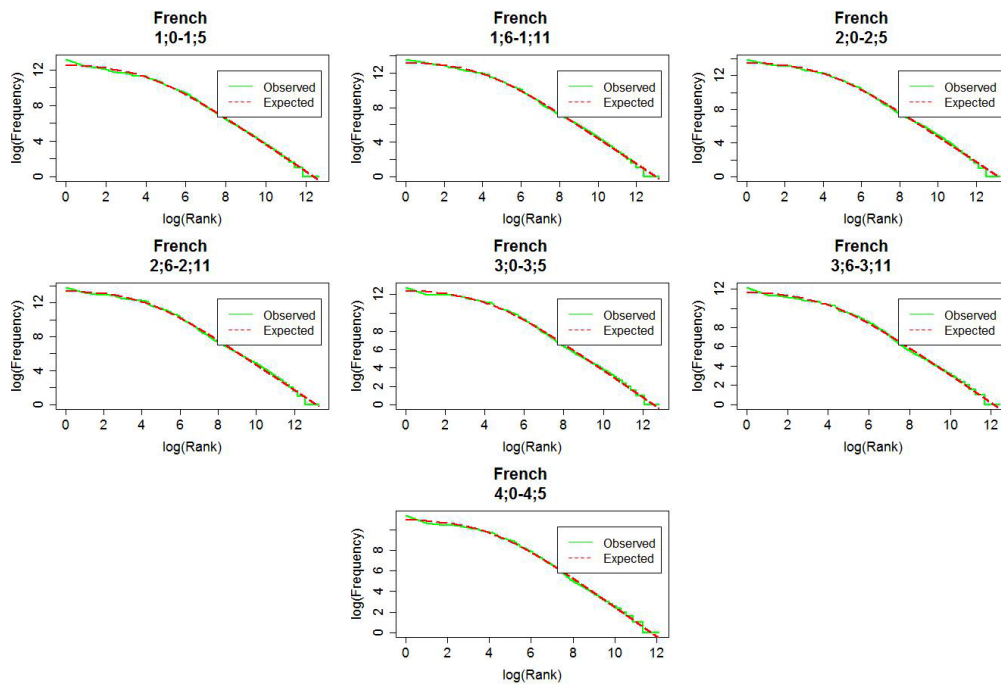 French
1;0-1;5
log(Frequency)
12
8
4
0
Observed
Expected
0 2 4 6 8 10 12
log(Rank)
French
1;6-1;11
log(Frequency)
12
8
4
0
Observed
Expected
0 2 4 6 8 10 12
log(Rank)
French
2;0-2;5
log(Frequency)
12
8
4
0
Observed
Expected
0 2 4 6 8 10 12
log(Rank)
French
2;6-2;11
log(Frequency)
12
8
4
0
Observed
Expected
0 2 4 6 8 10 12
log(Rank)
French
3;0-3;5
log(Frequency)
12
8
6
4
2
0
Observed
Expected
0 2 4 6 8 10 12
log(Rank)
French
3;6-3;11
log(Frequency)
12
8
6
4
2
0
Observed
Expected
0 2 4 6 8 10 12
log(Rank)
French
4;0-4;5
log(Frequency)
8
6
4
2
0
Observed
Expected
0 2 4 6 8 10 12
log(Rank)